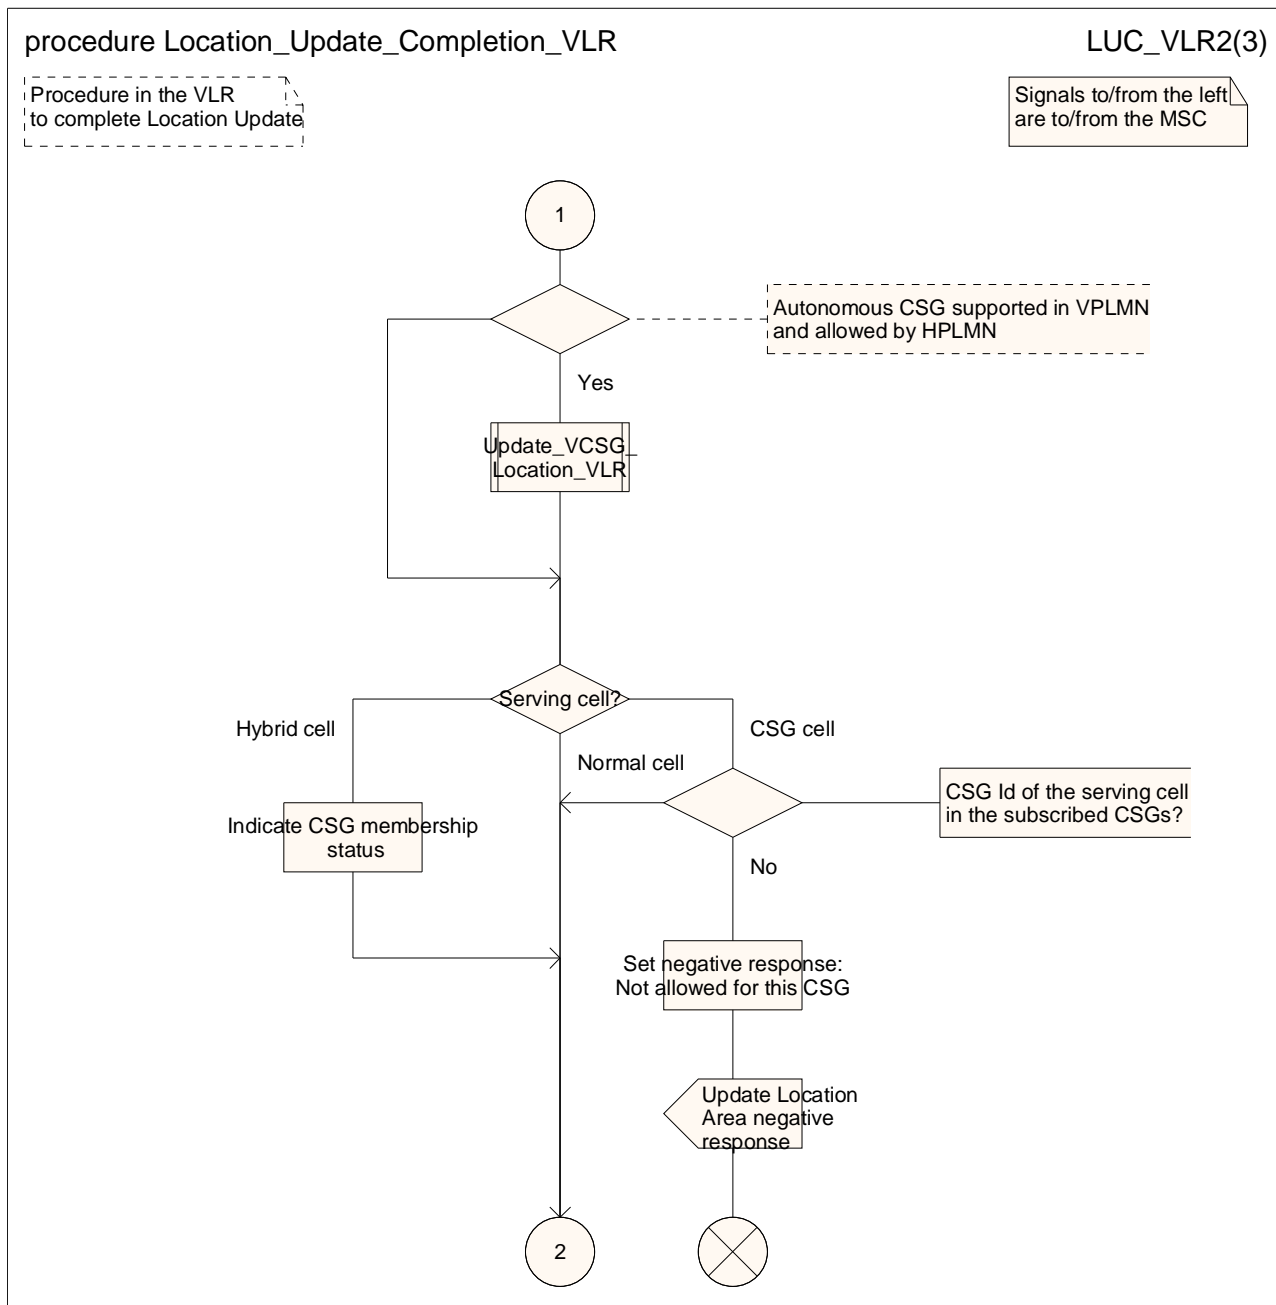 procedure Location_Update_Completion_VLR
LUC_VLR2(3)
Procedure in the VLR
to complete Location Update
Signals to/from the left
are to/from the MSC
1
Autonomous CSG supported in VPLMN
and allowed by HPLMN
Yes
Update_VCSG_
Location_VLR
Serving cell?
Hybrid cell
CSG cell
Normal cell
CSG Id of the serving cell
in the subscribed CSGs?
Indicate CSG membership
status
No
Set negative response:
Not allowed for this CSG
Update Location
Area negative
response
2